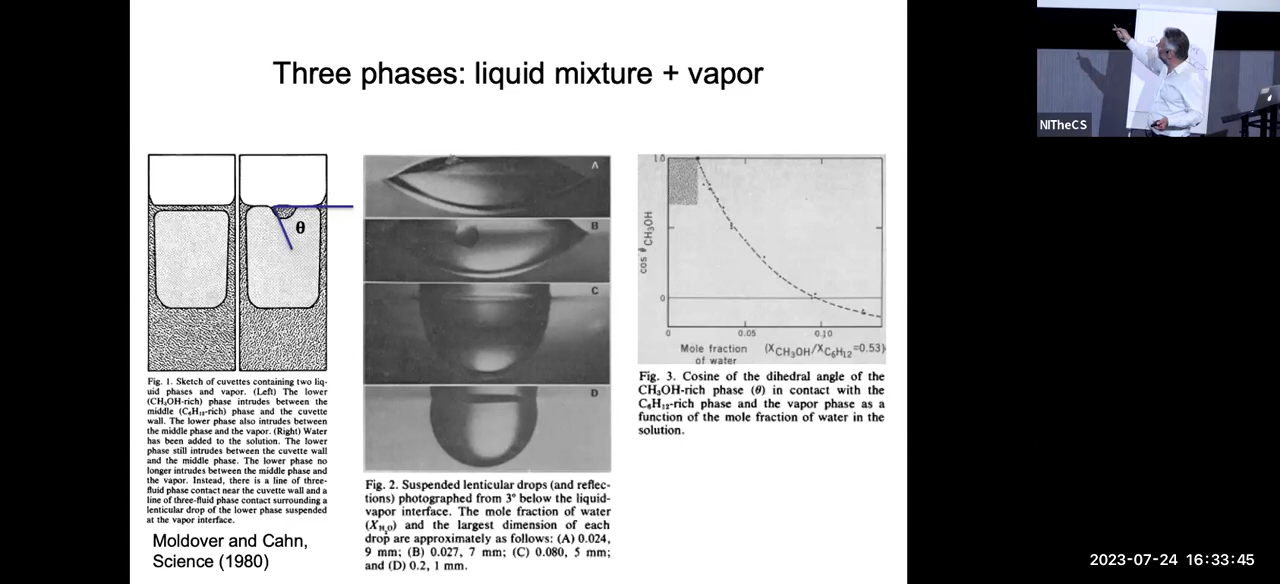 Three phases: liquid mixture + vapor
NITheCS
θ
Fig. 1. Sketch of cuvettes containing two liq-
uid phases and vapor. (Left) The lower
(CH₃OH-rich) phase intrudes between the
middle (C₆H₁₂-rich) phase and the cuvette
wall. The lower phase also intrudes between
the middle phase and the vapor. (Right) Water
has been added to the solution. The lower
phase still intrudes between the cuvette wall
and the middle phase. The lower phase no
longer intrudes between the middle phase and
the vapor. Instead, there is a line of three-
fluid phase contact near the cuvette wall and a
line of three-fluid phase contact surrounding a
lenticular drop of the lower phase suspended
at the vapor interface.
Moldover and Cahn,
Science (1980)
A
B
C
D
Fig. 2. Suspended lenticular drops (and reflec-
tions) photographed from 3° below the liquid-
vapor interface. The mole fraction of water
(X_H₂O) and the largest dimension of each
drop are approximately as follows: (A) 0.024,
9 mm; (B) 0.027, 7 mm; (C) 0.080, 5 mm;
and (D) 0.2, 1 mm.
1.0
cos θ CH₃OH
0
0 0.05 0.10
Mole fraction (X_CH₃OH/X_C₆H₁₂=0.53)
of water
Fig. 3. Cosine of the dihedral angle of the
CH₃OH-rich phase (θ) in contact with the
C₆H₁₂-rich phase and the vapor phase as a
function of the mole fraction of water in the
solution.
2023-07-24 16:33:45